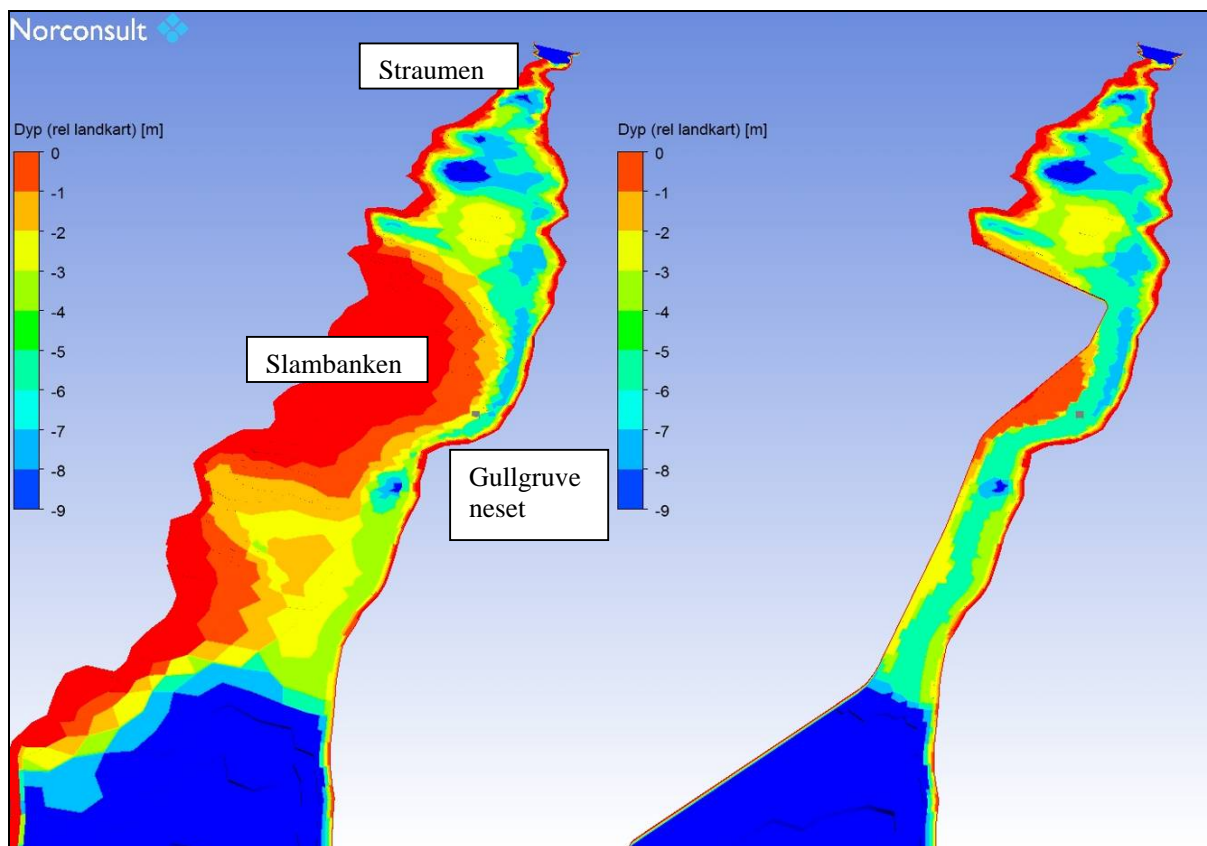 Norconsult
Straumen
Dyp (rel landkart) [m]
0
-1
-2
-3
-4
-5
-6
-7
-8
-9
Slambanken
Gullgruve
neset
Dyp (rel landkart) [m]
0
-1
-2
-3
-4
-5
-6
-7
-8
-9